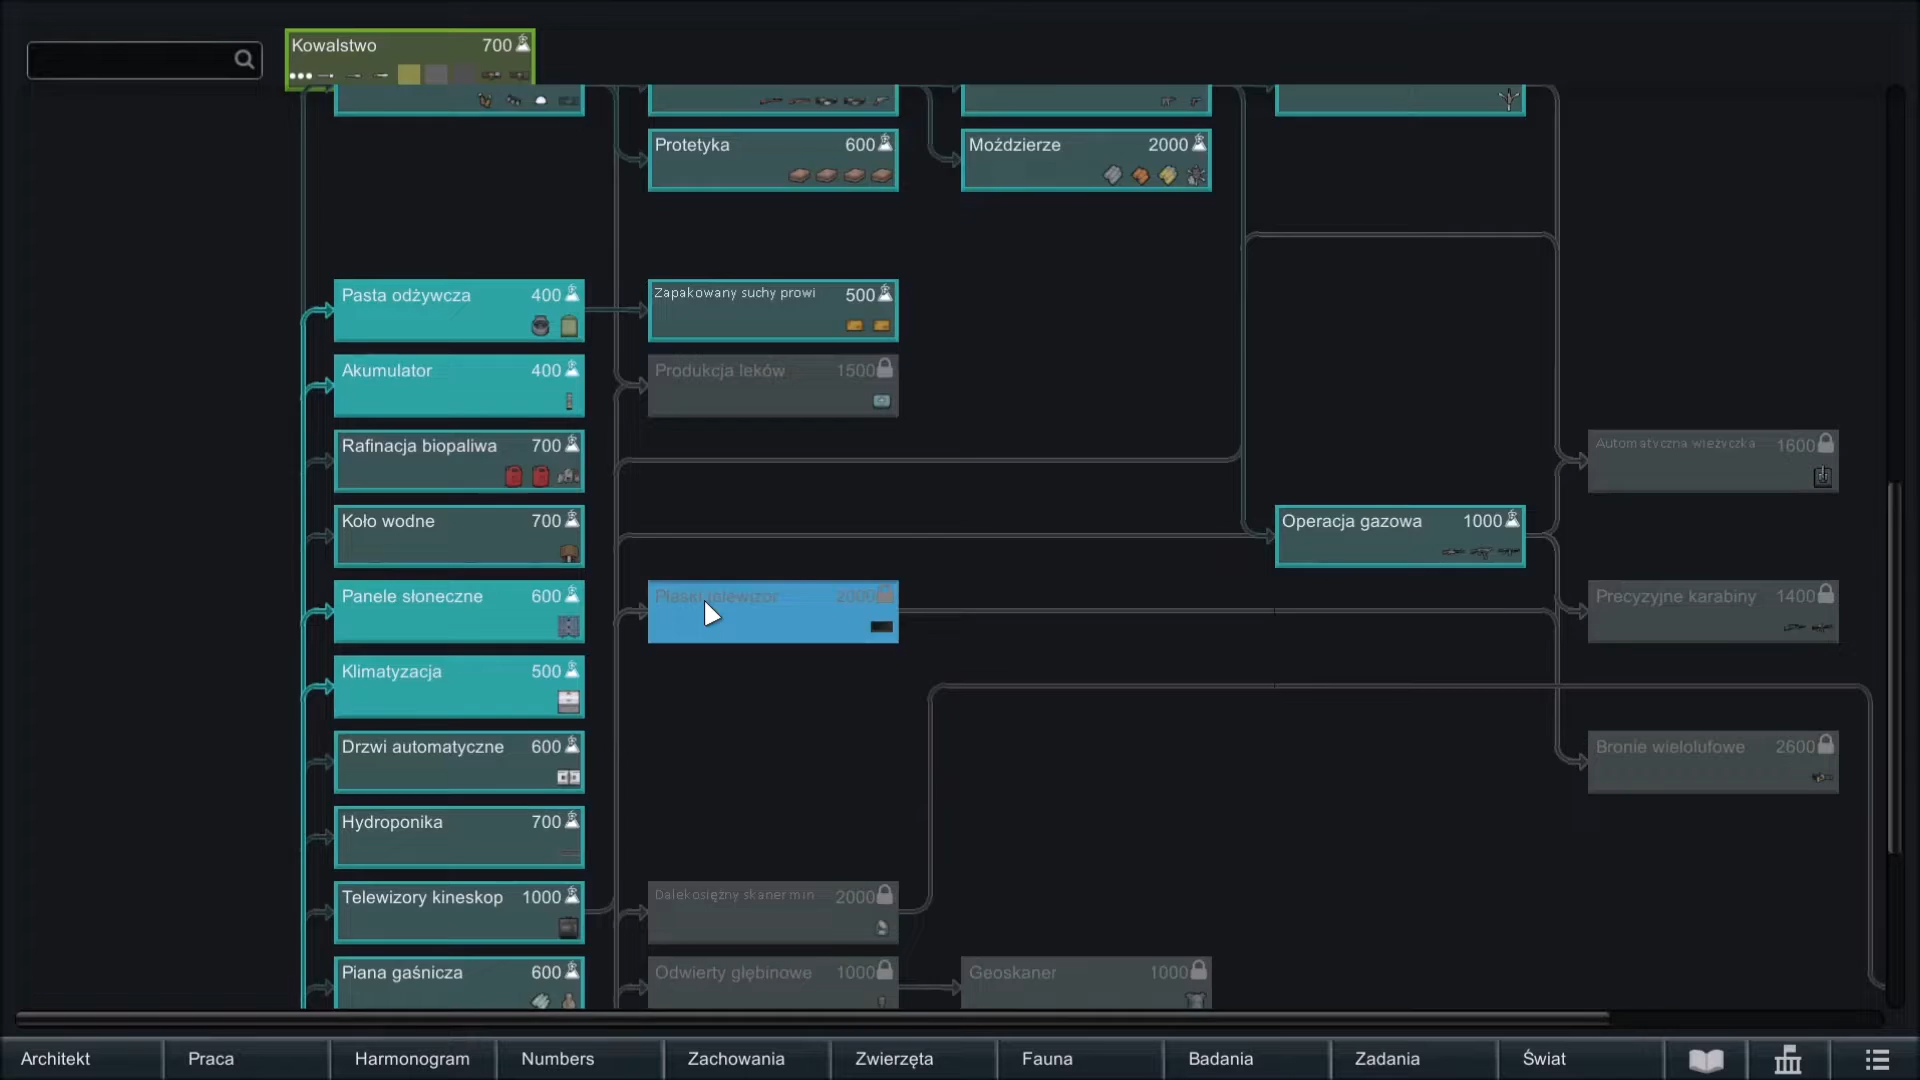 Kowalstwo 700
Protetyka 600
Moździerze 2000
Pasta odżywcza 400
Zapakowany suchy prowi 500
Akumulator 400
Produkcja leków 1500
Rafinacja biopaliwa 700
Automatyczna wieżyczka 1600
Koło wodne 700
Operacja gazowa 1000
Panele słoneczne 600
Płaski telewizor 2000
Precyzyjne karabiny 1400
Klimatyzacja 500
Drzwi automatyczne 600
Bronie wielolufowe 2600
Hydroponika 700
Telewizory kineskop 1000
Dalekosiężny skaner min 2000
Piana gaśnicza 600
Odwierty głębinowe 1000
Geoskaner 1000
Architekt Praca Harmonogram Numbers Zachowania Zwierzęta Fauna Badania Zadania Świat